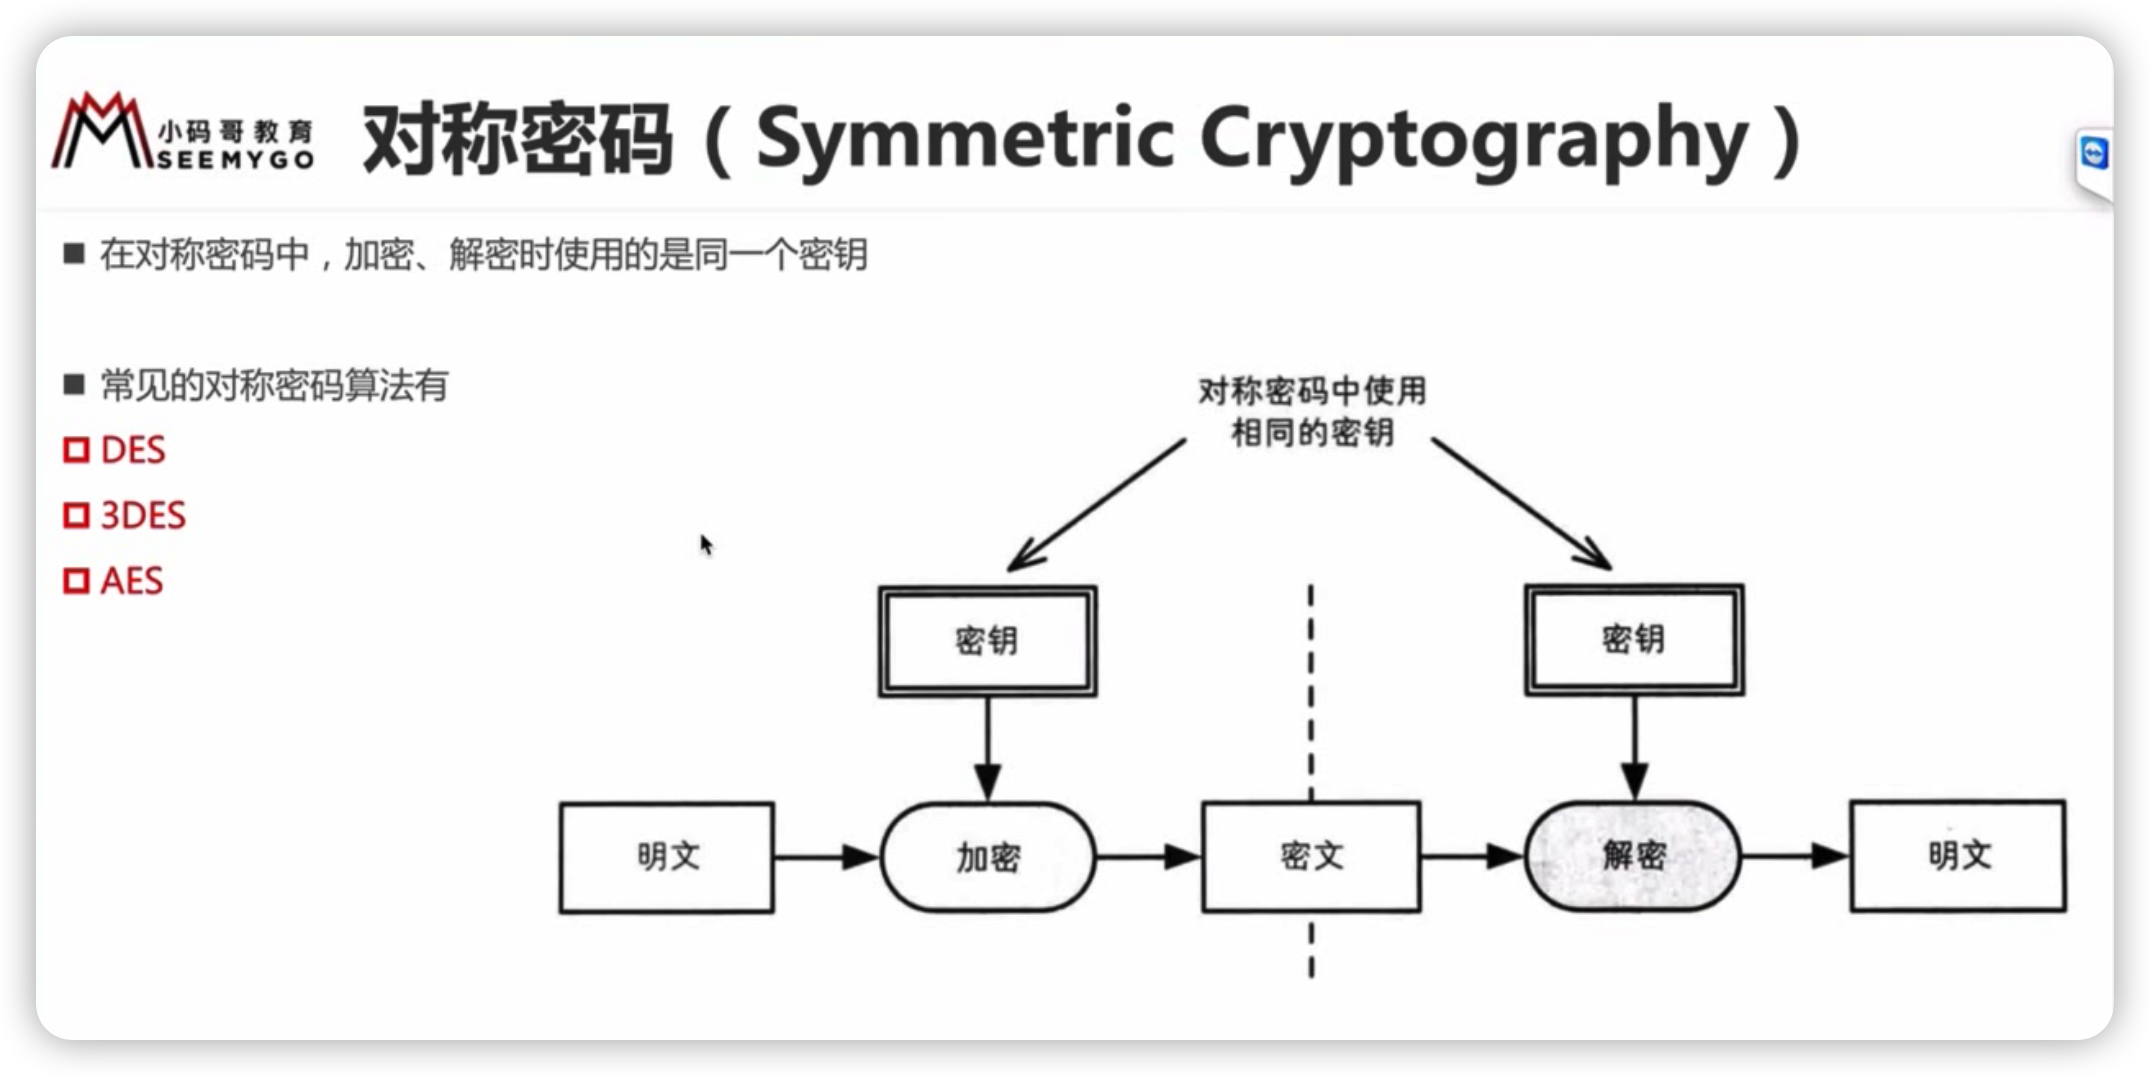 小码哥教育
SEEMYGO
对称密码（Symmetric Cryptography）
在对称密码中，加密、解密时使用的是同一个密钥
常见的对称密码算法有
DES
3DES
AES
对称密码中使用
相同的密钥
密钥
密钥
明文
加密
密文
解密
明文